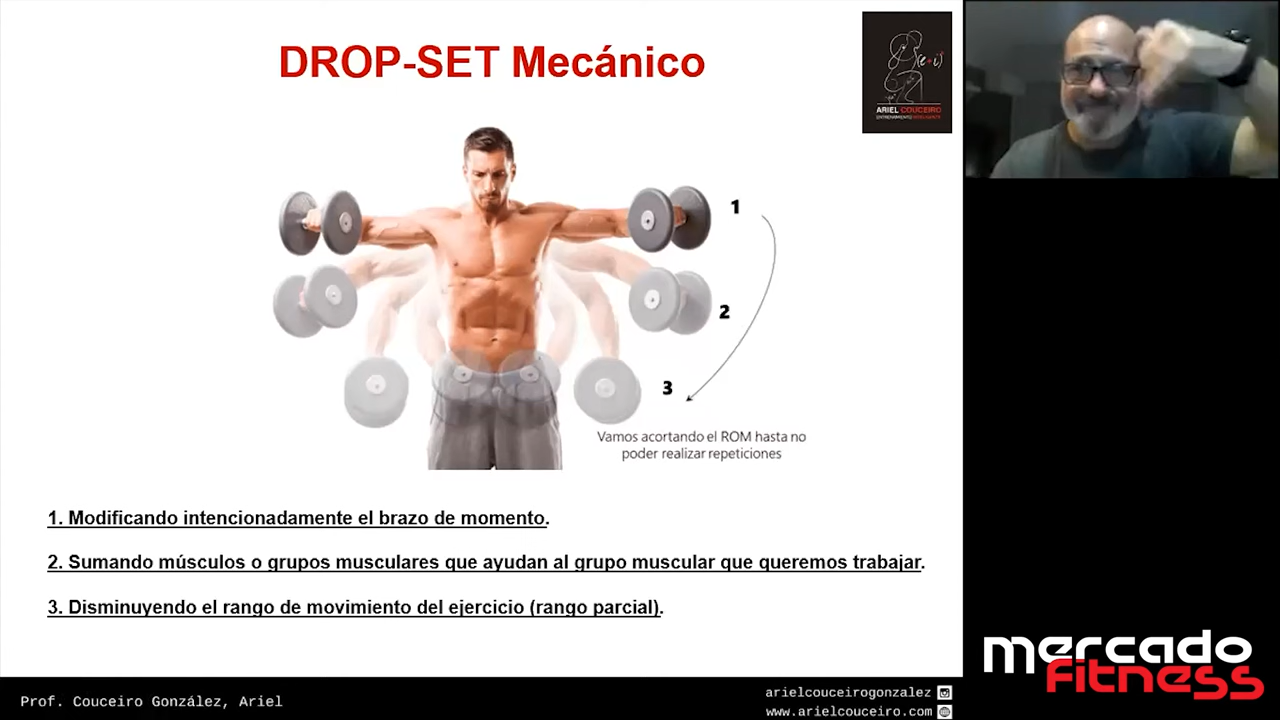 DROP-SET Mecánico
ARIEL COUCEIRO
1
2
3
Vamos acortando el ROM hasta no
poder realizar repeticiones
1. Modificando intencionadamente el brazo de momento.
2. Sumando músculos o grupos musculares que ayudan al grupo muscular que queremos trabajar.
3. Disminuyendo el rango de movimiento del ejercicio (rango parcial).
Prof. Couceiro González, Ariel
arielcouceirogonzalez
www.arielcouceiro.com
mercado
fitness